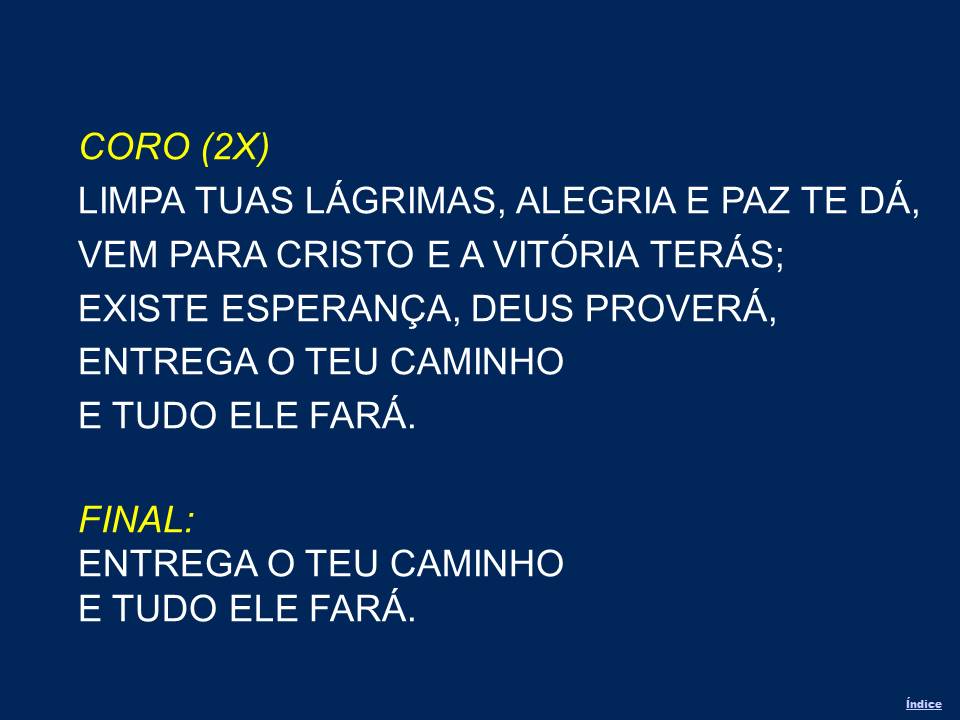 CORO (2X)
LIMPA TUAS LÁGRIMAS, ALEGRIA E PAZ TE DÁ,
VEM PARA CRISTO E A VITÓRIA TERÁS;
EXISTE ESPERANÇA, DEUS PROVERÁ,
ENTREGA O TEU CAMINHO
E TUDO ELE FARÁ.
FINAL:
ENTREGA O TEU CAMINHO
E TUDO ELE FARÁ.
Índice